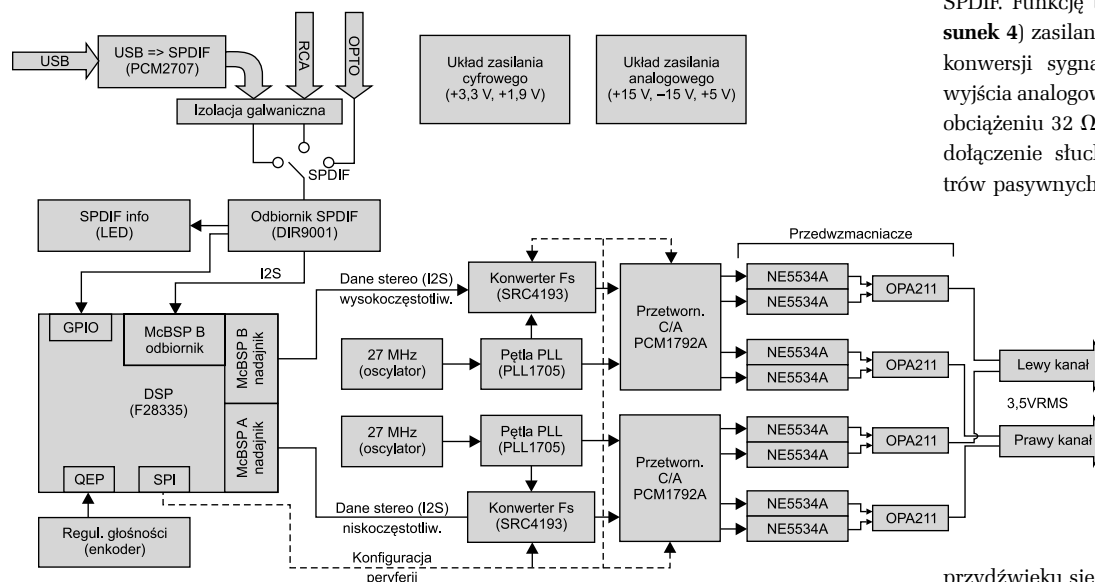 SPDIF. Funkcję
sunek 4) zasilan
konwersji sygna
wyjścia analogow
obciążeniu 32 Ω
dołączenie słuch
trów pasywnych
USB
USB => SPDIF
(PCM2707)
RCA
OPTO
Izolacja galwaniczna
SPDIF
Układ zasilania
cyfrowego
(+3,3 V, +1,9 V)
Układ zasilania
analogowego
(+15 V, –15 V, +5 V)
SPDIF info
(LED)
Odbiornik SPDIF
(DIR9001)
I2S
GPIO
McBSP B
odbiornik
McBSP B
nadajnik
DSP
(F28335)
McBSP A
nadajnik
QEP
SPI
Regul. głośności
(enkoder)
Dane stereo (I2S)
wysokoczęstotliw.
Konwerter Fs
(SRC4193)
27 MHz
(oscylator)
Pętla PLL
(PLL1705)
27 MHz
(oscylator)
Pętla PLL
(PLL1705)
Dane stereo (I2S)
niskoczęstotliw.
Konwerter Fs
(SRC4193)
Konfiguracja
peryferii
Przetworn.
C/A
PCM1792A
Przetworn.
C/A
PCM1792A
Przedwzmacniacze
NE5534A
NE5534A
OPA211
NE5534A
NE5534A
OPA211
NE5534A
NE5534A
OPA211
NE5534A
NE5534A
OPA211
Lewy kanał
3,5VRMS
Prawy kanał
przydźwięku sie